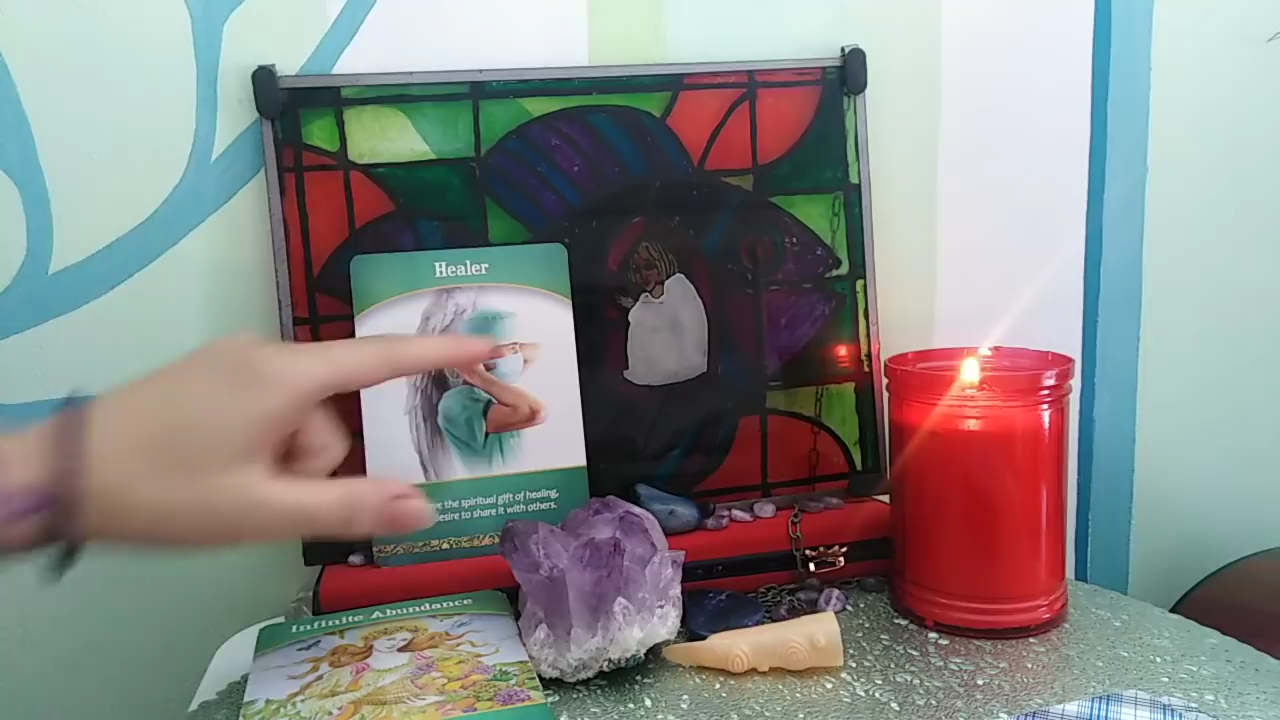 Healer
the spiritual gift of healing,
desire to share it with others.
Infinite Abundance